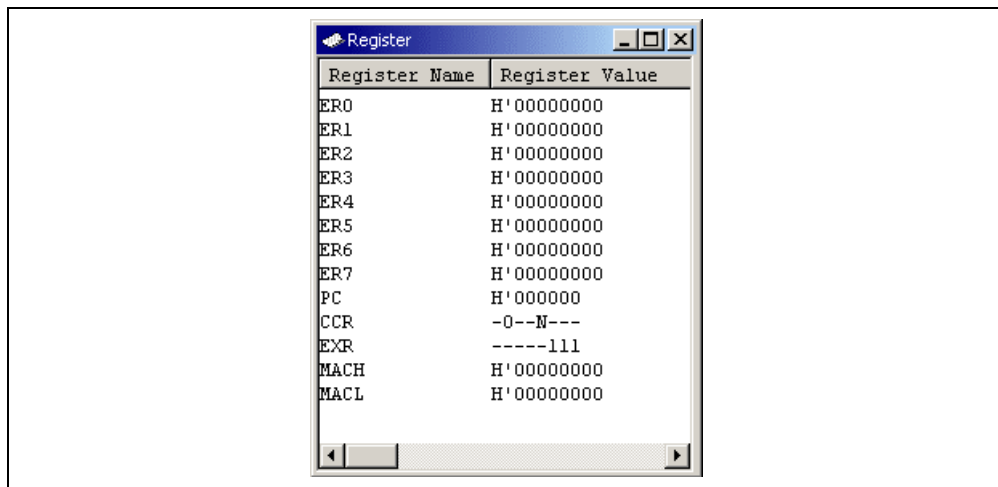 Register
Register Name Register Value
ER0 H'00000000
ER1 H'00000000
ER2 H'00000000
ER3 H'00000000
ER4 H'00000000
ER5 H'00000000
ER6 H'00000000
ER7 H'00000000
PC H'000000
CCR -0--N---
EXR -----111
MACH H'00000000
MACL H'00000000